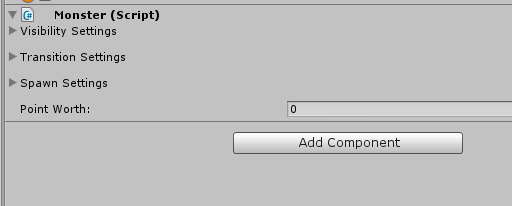 Monster (Script)
Visibility Settings
Transition Settings
Spawn Settings
Point Worth: 0
Add Component